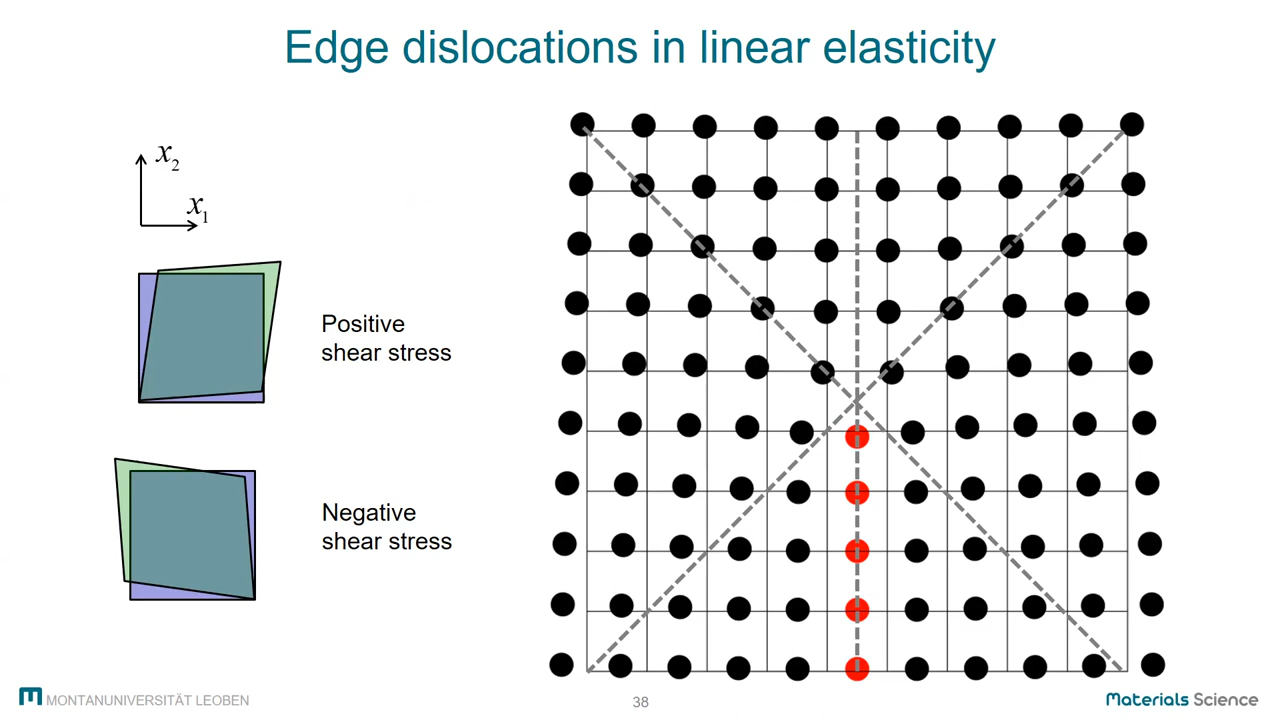 Edge dislocations in linear elasticity
x₂
x₁
Positive
shear stress
Negative
shear stress
MONTANUNIVERSITÄT LEOBEN
38
Materials Science